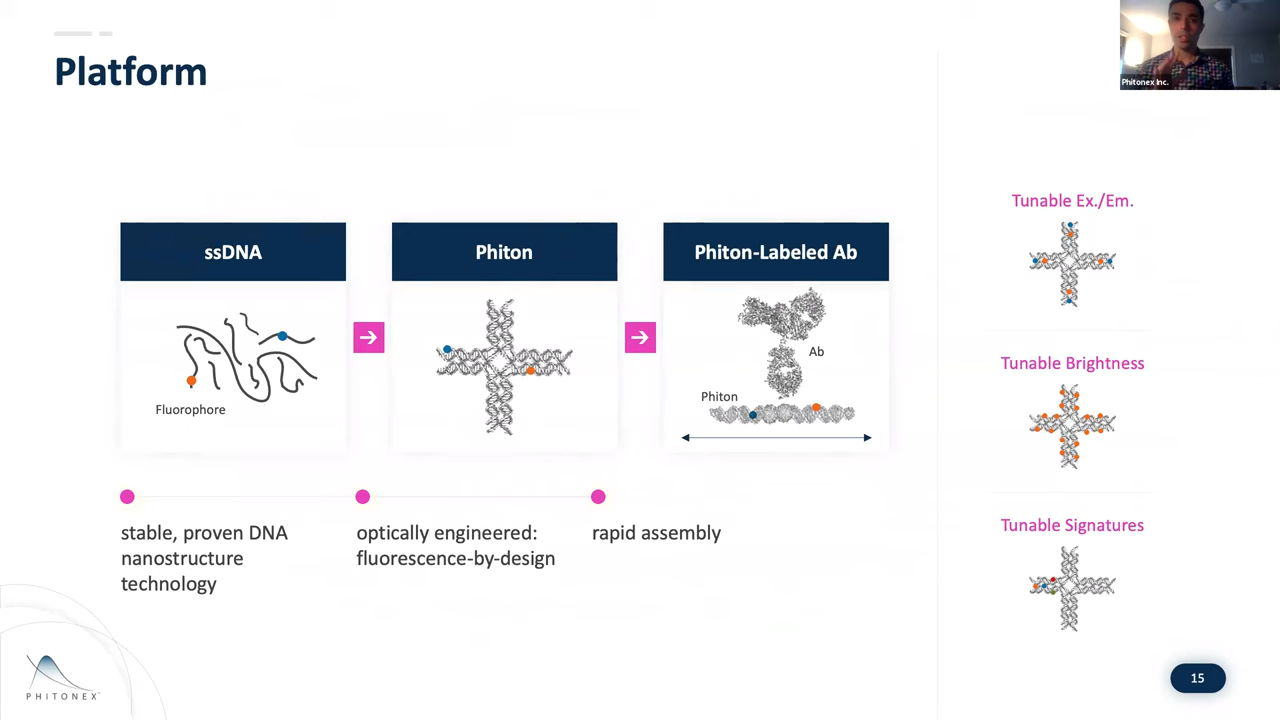 Platform
Phitonex Inc.
ssDNA
Fluorophore
Phiton
Phiton-Labeled Ab
Ab
Phiton
stable, proven DNA
nanostructure
technology
optically engineered:
fluorescence-by-design
rapid assembly
Tunable Ex./Em.
Tunable Brightness
Tunable Signatures
PHITONEX
15